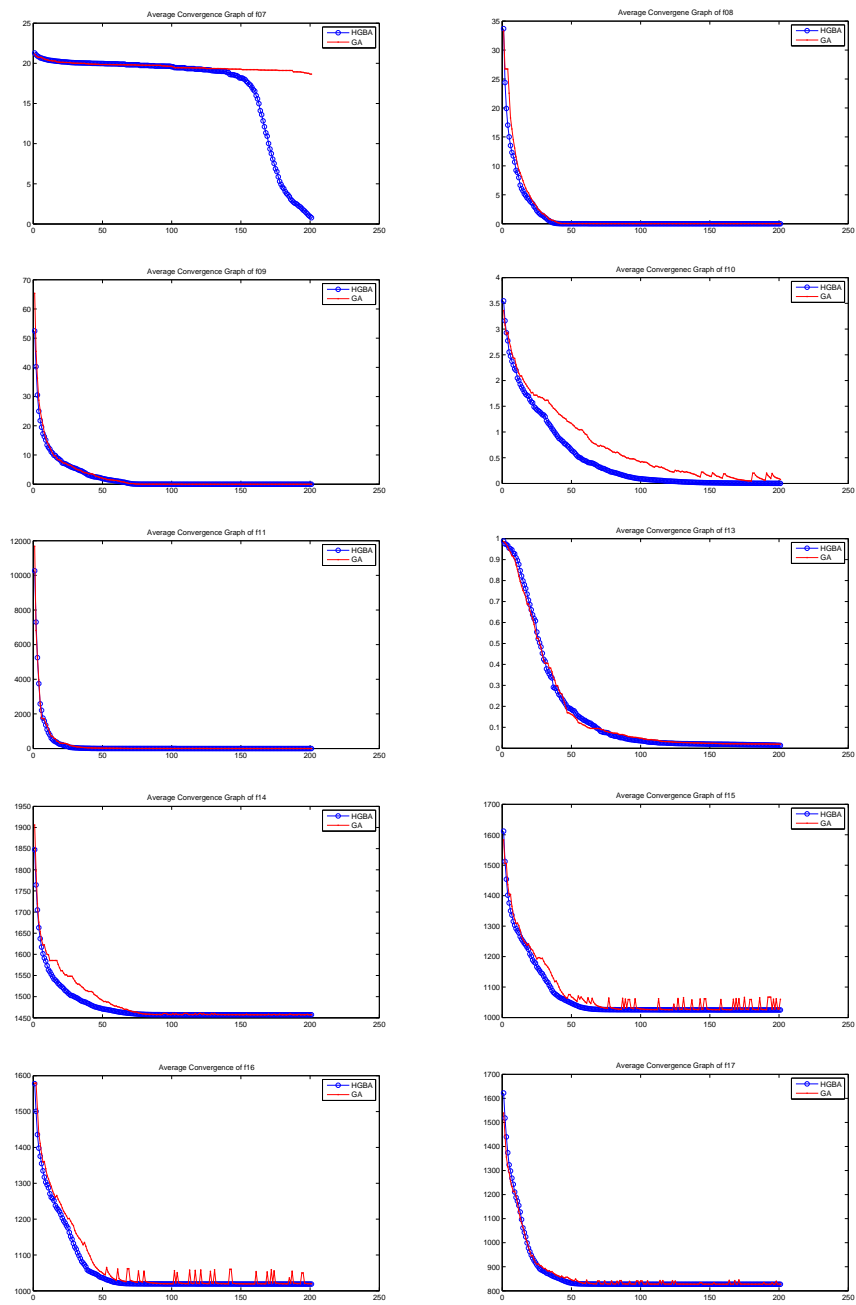 Average Convergence Graph of f07
HGBA
GA
25
20
15
10
5
0
0 50 100 150 200 250
Average Convergene Graph of f08
HGBA
GA
35
30
25
20
15
10
5
0
0 50 100 150 200 250
Average Convergence Graph of f09
HGBA
GA
70
60
50
40
30
20
10
0
0 50 100 150 200 250
Average Convergenec Graph of f10
HGBA
GA
4
3.5
3
2.5
2
1.5
1
0.5
0
0 50 100 150 200 250
Average Convergence Graph of f11
HGBA
GA
12000
10000
8000
6000
4000
2000
0
0 50 100 150 200 250
Average Convergence Graph of f13
HGBA
GA
1
0.9
0.8
0.7
0.6
0.5
0.4
0.3
0.2
0.1
0
0 50 100 150 200 250
Average Convergence Graph of f14
HGBA
GA
1950
1900
1850
1800
1750
1700
1650
1600
1550
1500
1450
0 50 100 150 200 250
Average Convergence Graph of f15
HGBA
GA
1700
1600
1500
1400
1300
1200
1100
1000
0 50 100 150 200 250
Average Convergence of f16
HGBA
GA
1600
1500
1400
1300
1200
1100
1000
0 50 100 150 200 250
Average Convergence Graph of f17
HGBA
GA
1700
1600
1500
1400
1300
1200
1100
1000
900
800
0 50 100 150 200 250